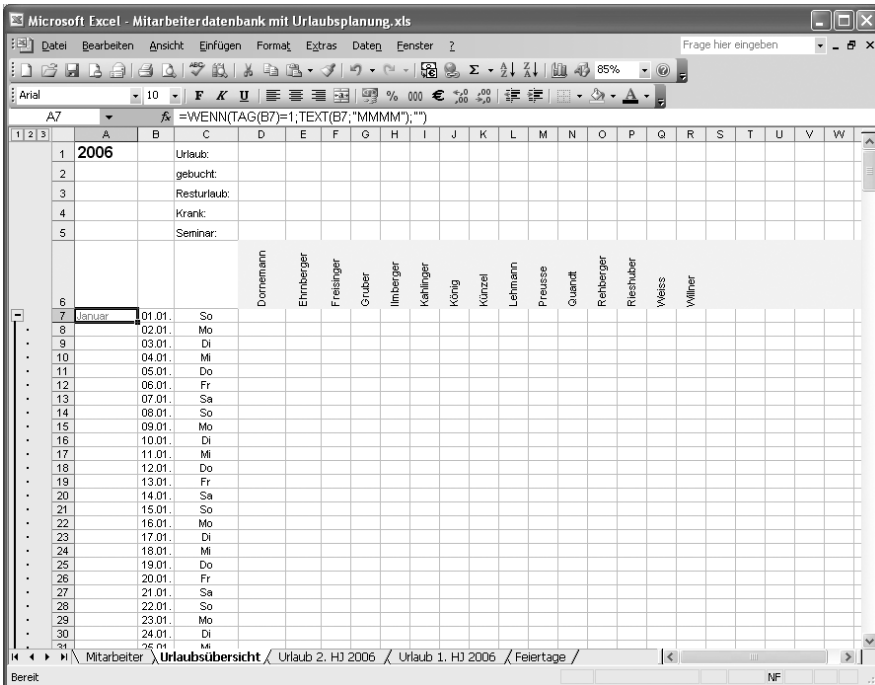 Microsoft Excel - Mitarbeiterdatenbank mit Urlaubsplanung.xls
Datei Bearbeiten Ansicht Einfügen Format Extras Daten Fenster ? Frage hier eingeben
85%
Arial 10 F K U % 000 €
A7 fx =WENN(TAG(B7)=1;TEXT(B7;"MMMM");"")
1 2 3 A B C D E F G H I J K L M N O P Q R S T U V W
1 2006 Urlaub:
2 gebucht:
3 Resturlaub:
4 Krank:
5 Seminar:
6 Dornemann Ehrnberger Freisinger Gruber Ilmberger Kahlinger König Künzel Lehmann Preusse Quandt Rehberger Rieshuber Weiss Willner
7 Januar 01.01. So
8 02.01. Mo
9 03.01. Di
10 04.01. Mi
11 05.01. Do
12 06.01. Fr
13 07.01. Sa
14 08.01. So
15 09.01. Mo
16 10.01. Di
17 11.01. Mi
18 12.01. Do
19 13.01. Fr
20 14.01. Sa
21 15.01. So
22 16.01. Mo
23 17.01. Di
24 18.01. Mi
25 19.01. Do
26 20.01. Fr
27 21.01. Sa
28 22.01. So
29 23.01. Mo
30 24.01. Di
31 25.01. Mi
Mitarbeiter Urlaubsübersicht Urlaub 2. HJ 2006 Urlaub 1. HJ 2006 Feiertage
Bereit NF